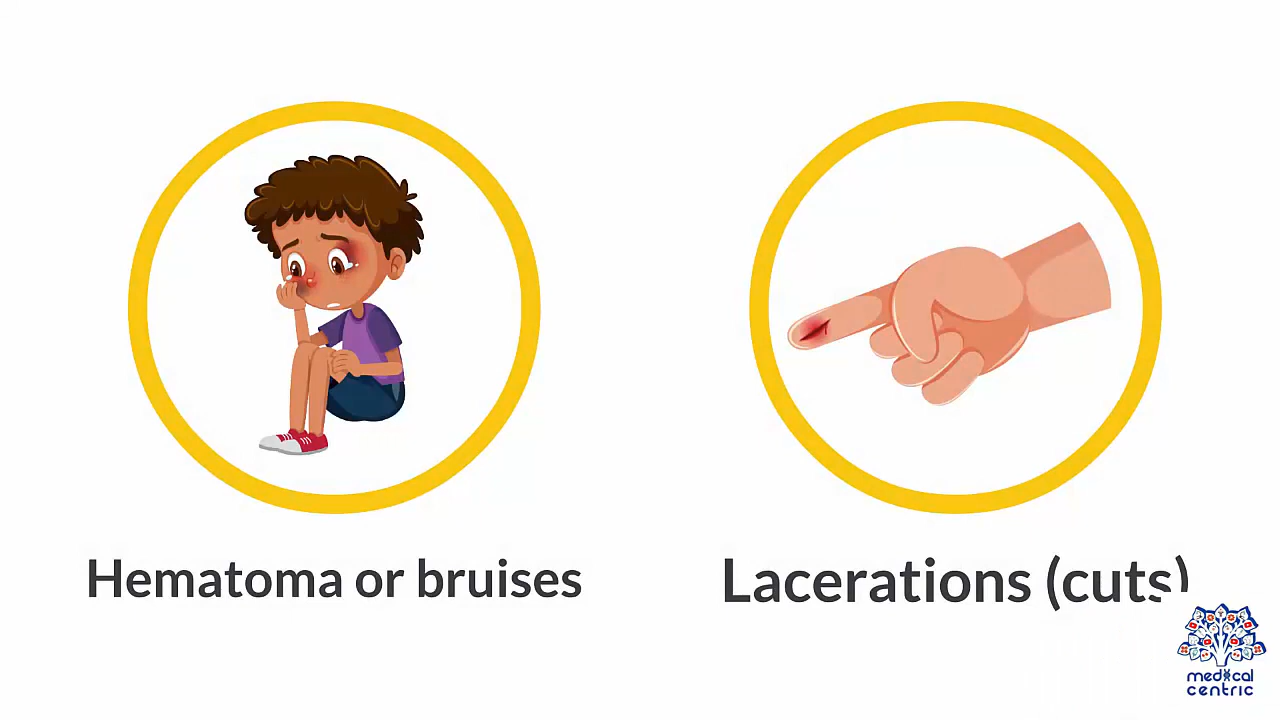 Hematoma or bruises
Lacerations (cuts)
medical
centric